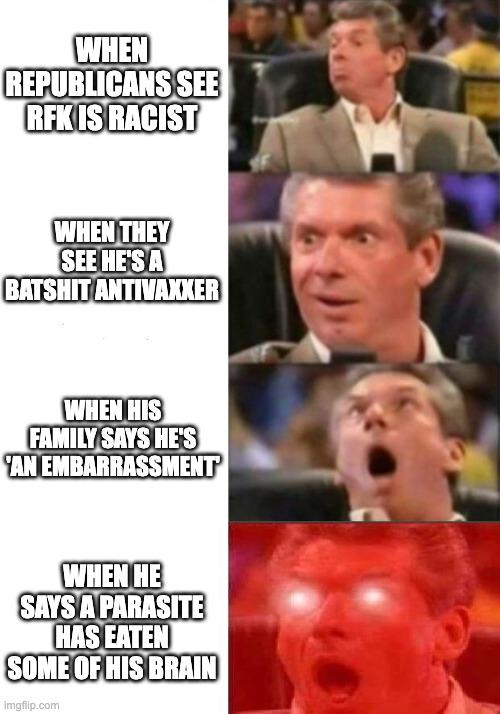 WHEN
REPUBLICANS SEE
RFK IS RACIST
WHEN THEY
SEE HE'S A
BATSHIT ANTIVAXXER
WHEN HIS
FAMILY SAYS HE'S
'AN EMBARRASSMENT'
WHEN HE
SAYS A PARASITE
HAS EATEN
SOME OF HIS BRAIN
imgflip.com